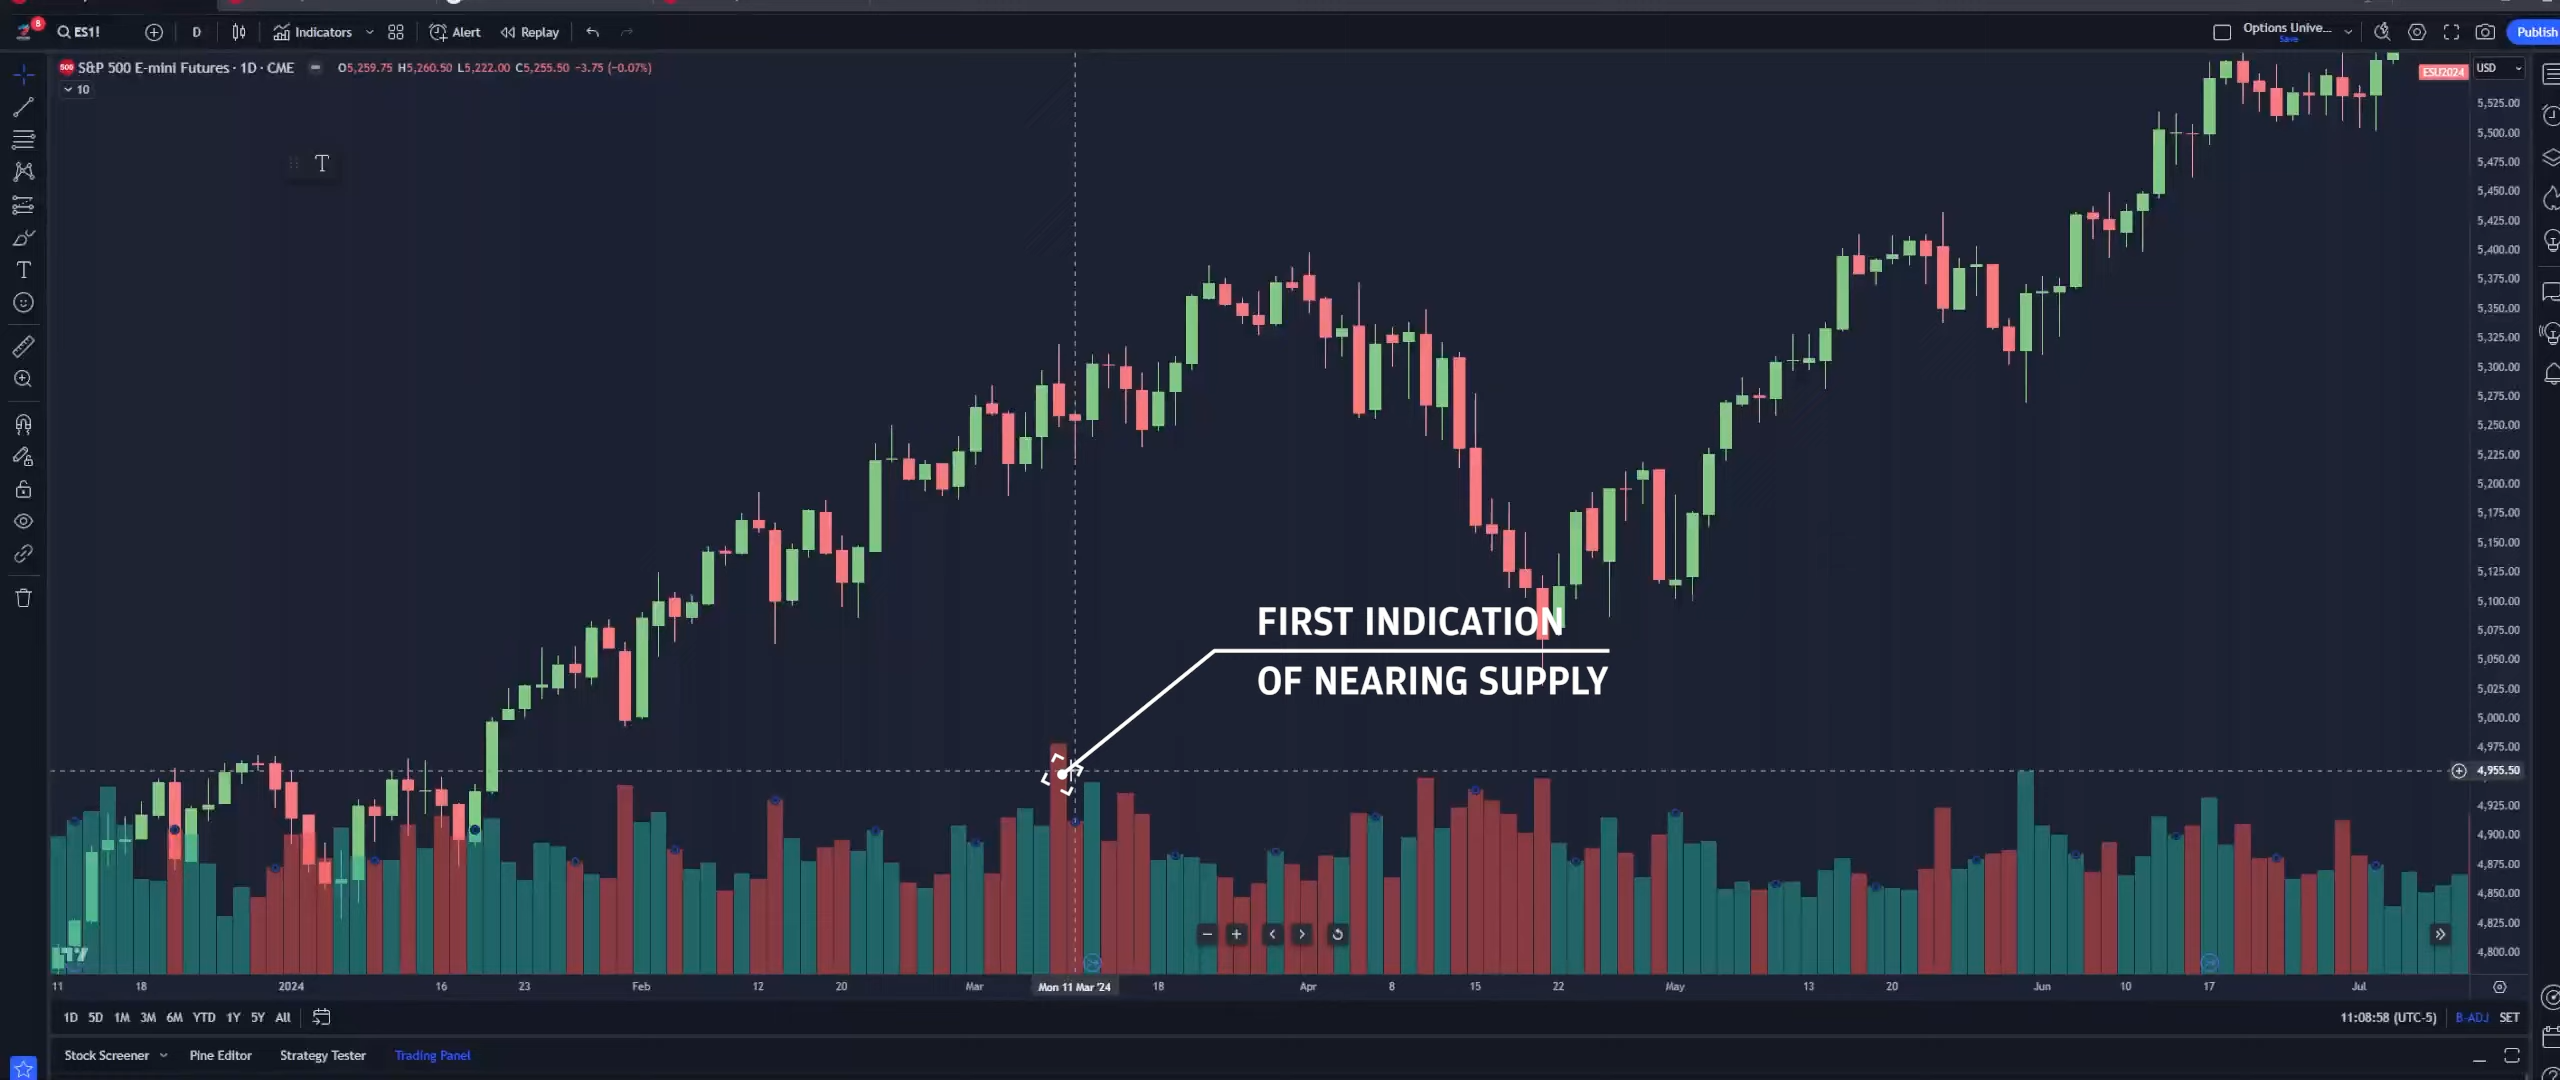 8
ES1!
D
Indicators
Alert
Replay
Options Unive...
Save
Publish
500
S&P 500 E-mini Futures · 1D · CME
O5,259.75 H5,260.50 L5,222.00 C5,255.50 −3.75 (−0.07%)
10
T
ESU2024
USD
5,525.00
5,500.00
5,475.00
5,450.00
5,425.00
5,400.00
5,375.00
5,350.00
5,325.00
5,300.00
5,275.00
5,250.00
5,225.00
5,200.00
5,175.00
5,150.00
5,125.00
5,100.00
5,075.00
5,050.00
5,025.00
5,000.00
4,975.00
4,955.50
4,925.00
4,900.00
4,875.00
4,850.00
4,825.00
4,800.00
FIRST INDICATION
OF NEARING SUPPLY
11 18 2024 16 23 Feb 12 20 Mar Mon 11 Mar '24 18 Apr 8 15 22 May 13 20 Jun 10 17 Jul
1D 5D 1M 3M 6M YTD 1Y 5Y All
11:08:58 (UTC-5) B-ADJ SET
Stock Screener Pine Editor Strategy Tester Trading Panel